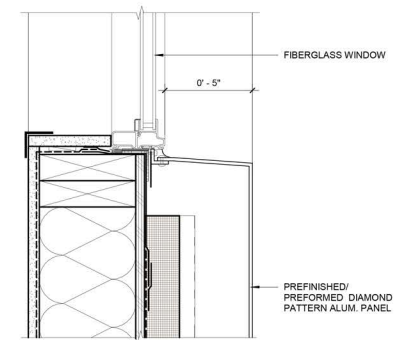 FIBERGLASS WINDOW
0' - 5"
PREFINISHED/
PREFORMED DIAMOND
PATTERN ALUM. PANEL